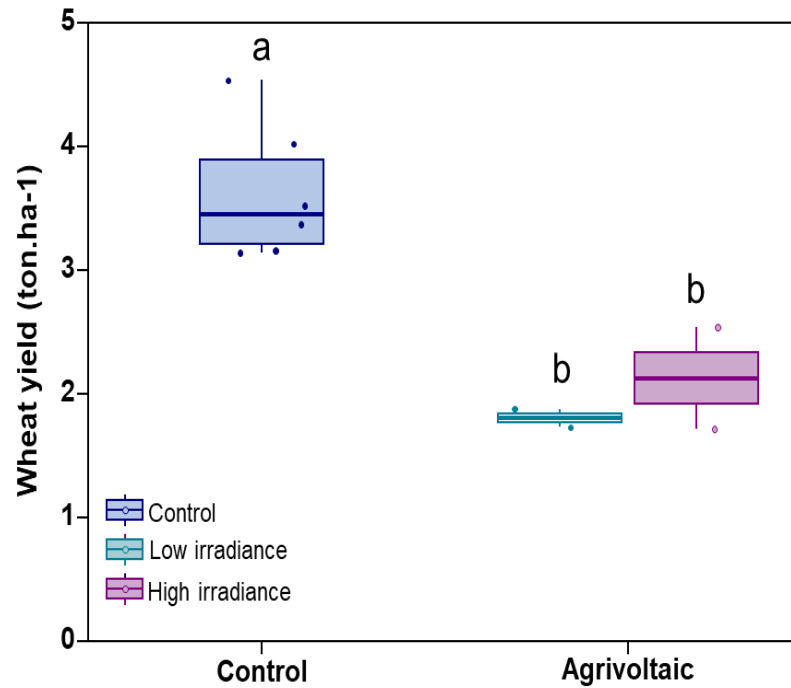 Wheat yield (ton.ha-1)
5
4
3
2
1
0
a
b
b
Control
Low irradiance
High irradiance
Control
Agrivoltaic